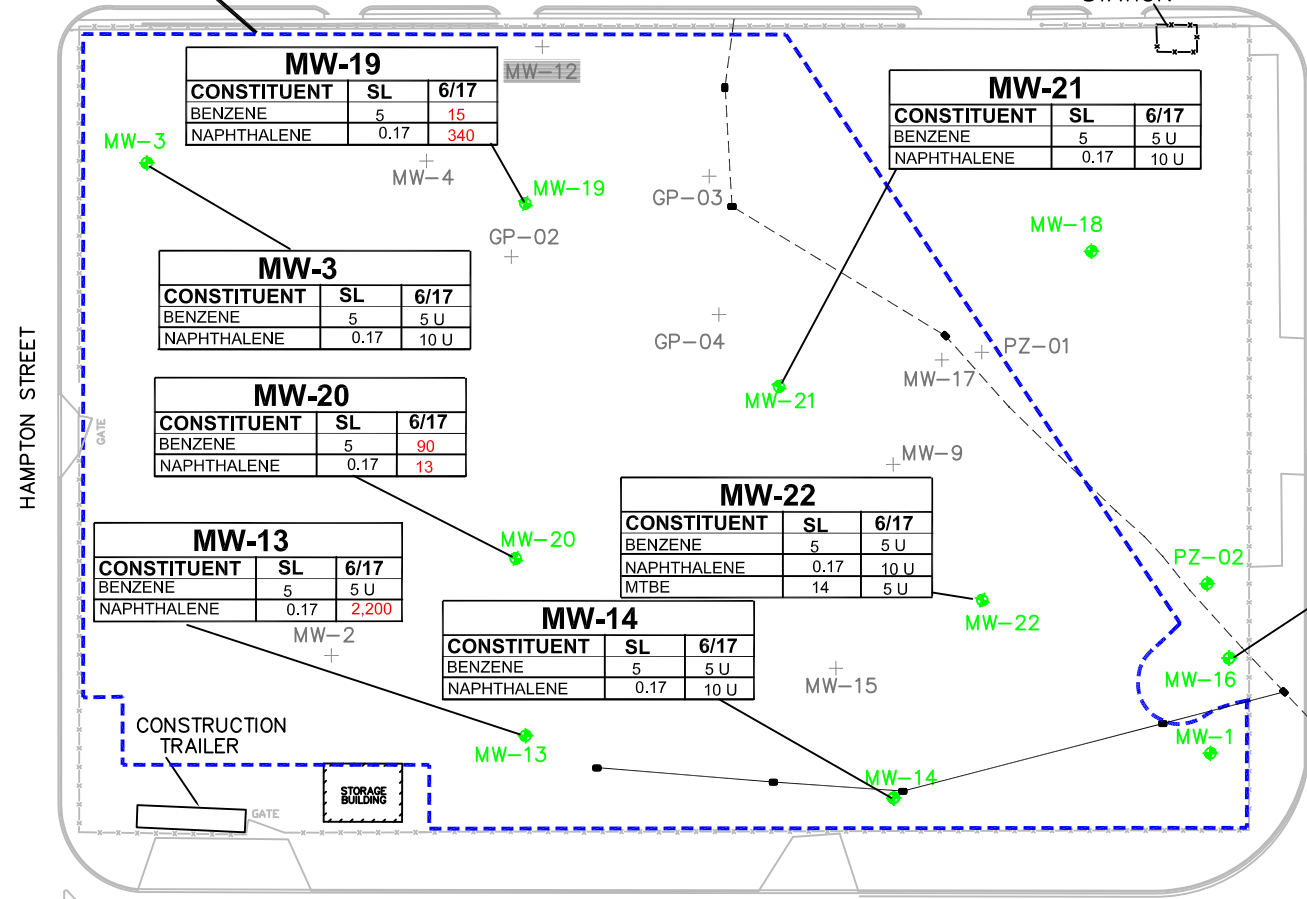 MW-19
CONSTITUENT SL 6/17
BENZENE 5 15
NAPHTHALENE 0.17 340
MW-12
MW-21
CONSTITUENT SL 6/17
BENZENE 5 5 U
NAPHTHALENE 0.17 10 U
MW-3
MW-4
MW-19
GP-03
MW-18
GP-02
MW-3
CONSTITUENT SL 6/17
BENZENE 5 5 U
NAPHTHALENE 0.17 10 U
GP-04
PZ-01
MW-17
MW-21
HAMPTON STREET
GATE
MW-20
CONSTITUENT SL 6/17
BENZENE 5 90
NAPHTHALENE 0.17 13
MW-9
MW-22
CONSTITUENT SL 6/17
BENZENE 5 5 U
NAPHTHALENE 0.17 10 U
MTBE 14 5 U
MW-20
PZ-02
MW-13
CONSTITUENT SL 6/17
BENZENE 5 5 U
NAPHTHALENE 0.17 2,200
MW-2
MW-22
MW-14
CONSTITUENT SL 6/17
BENZENE 5 5 U
NAPHTHALENE 0.17 10 U
MW-15
MW-16
CONSTRUCTION
TRAILER
MW-13
MW-1
MW-14
STORAGE
BUILDING
GATE